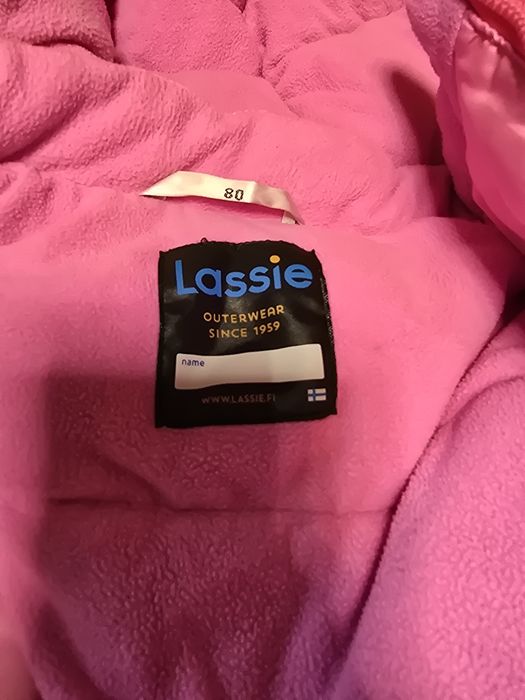 80
Lassie
OUTERWEAR
SINCE 1959
name
WWW.LASSIE.FI